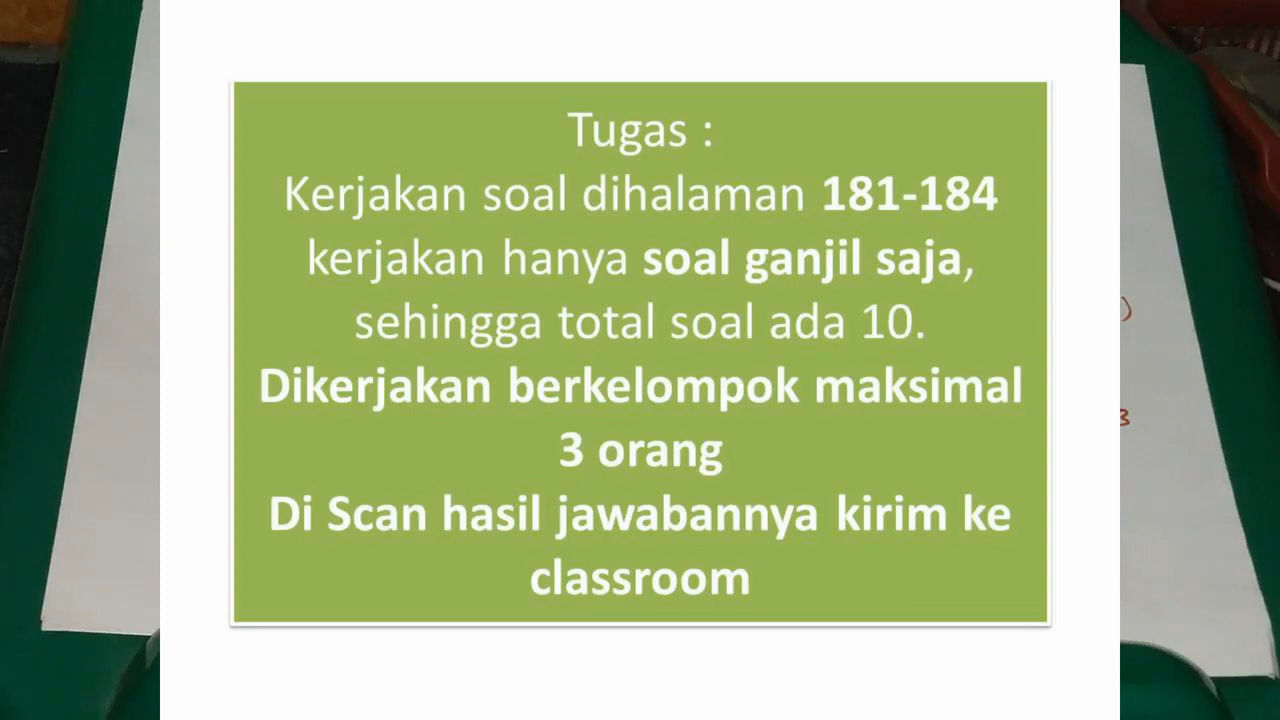 Tugas :
Kerjakan soal dihalaman 181-184
kerjakan hanya soal ganjil saja,
sehingga total soal ada 10.
Dikerjakan berkelompok maksimal
3 orang
Di Scan hasil jawabannya kirim ke
classroom
)
3